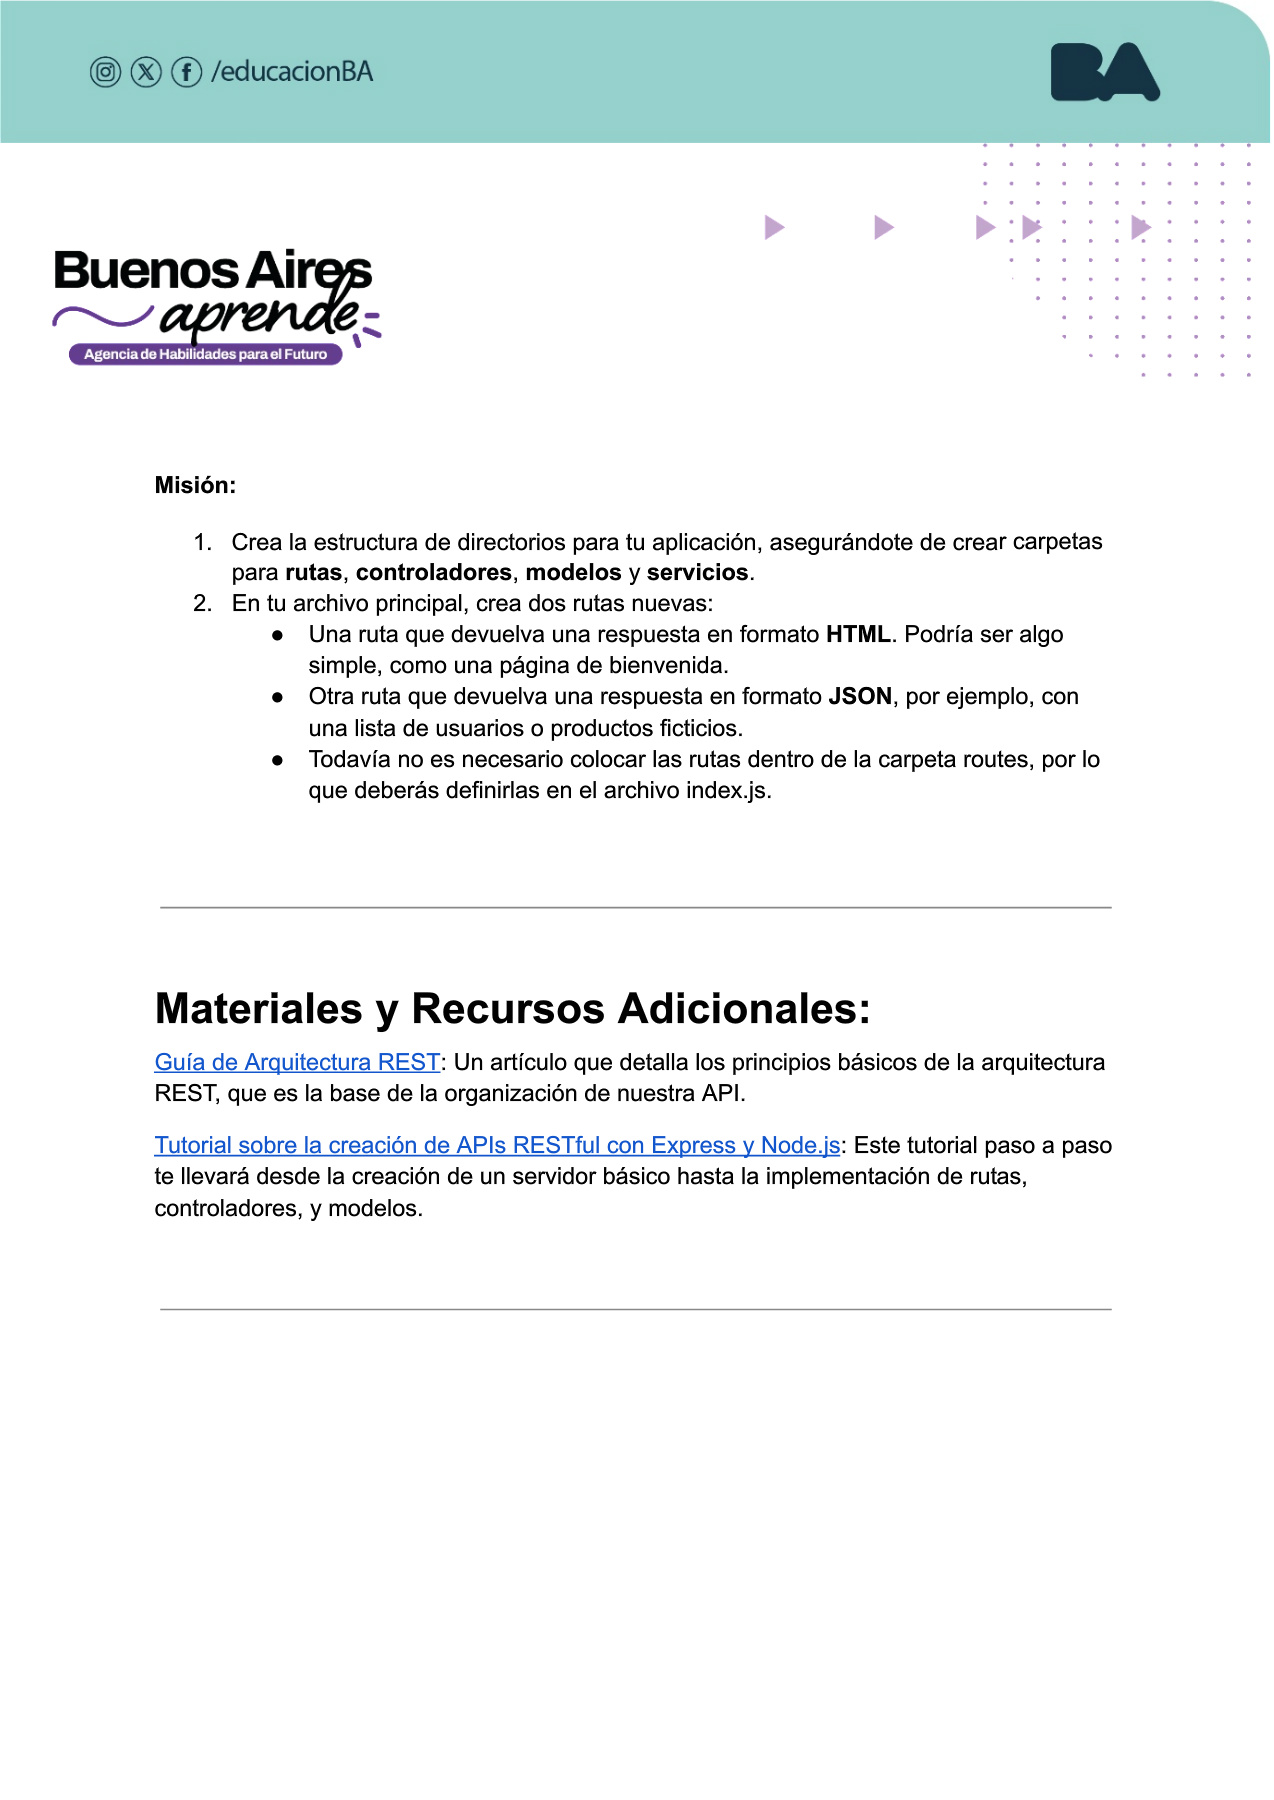 /educacionBA
BA
Buenos Aires
aprende
Agencia de Habilidades para el Futuro
Misión:
1. Crea la estructura de directorios para tu aplicación, asegurándote de crear carpetas
para rutas, controladores, modelos y servicios.
2. En tu archivo principal, crea dos rutas nuevas:
● Una ruta que devuelva una respuesta en formato HTML. Podría ser algo
simple, como una página de bienvenida.
● Otra ruta que devuelva una respuesta en formato JSON, por ejemplo, con
una lista de usuarios o productos ficticios.
● Todavía no es necesario colocar las rutas dentro de la carpeta routes, por lo
que deberás definirlas en el archivo index.js.
Materiales y Recursos Adicionales:
Guía de Arquitectura REST: Un artículo que detalla los principios básicos de la arquitectura
REST, que es la base de la organización de nuestra API.
Tutorial sobre la creación de APIs RESTful con Express y Node.js: Este tutorial paso a paso
te llevará desde la creación de un servidor básico hasta la implementación de rutas,
controladores, y modelos.